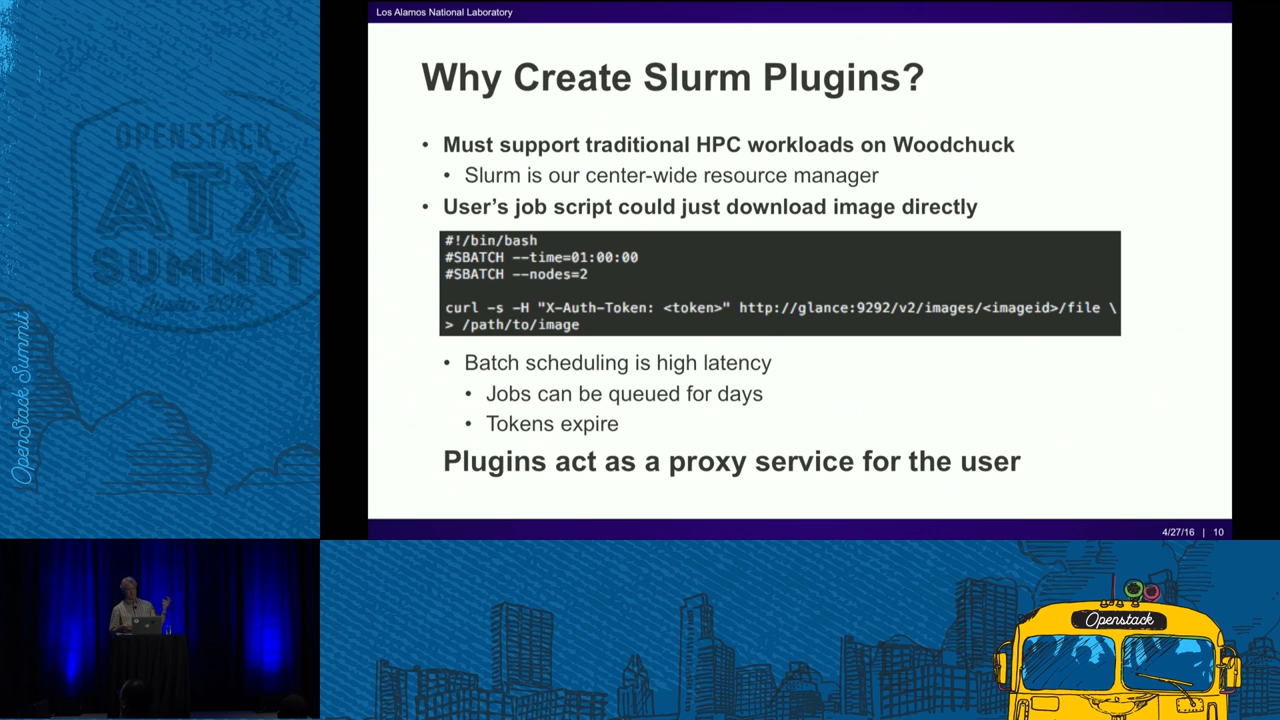 Los Alamos National Laboratory
Why Create Slurm Plugins?
• Must support traditional HPC workloads on Woodchuck
• Slurm is our center-wide resource manager
• User’s job script could just download image directly
#!/bin/bash
#SBATCH --time=01:00:00
#SBATCH --nodes=2
curl -s -H "X-Auth-Token: <token>" http://glance:9292/v2/images/<imageid>/file \
> /path/to/image
• Batch scheduling is high latency
• Jobs can be queued for days
• Tokens expire
Plugins act as a proxy service for the user
4/27/16 | 10
OPENSTACK
ATX
SUMMIT
Austin 2016
OpenStack Summit
Openstack